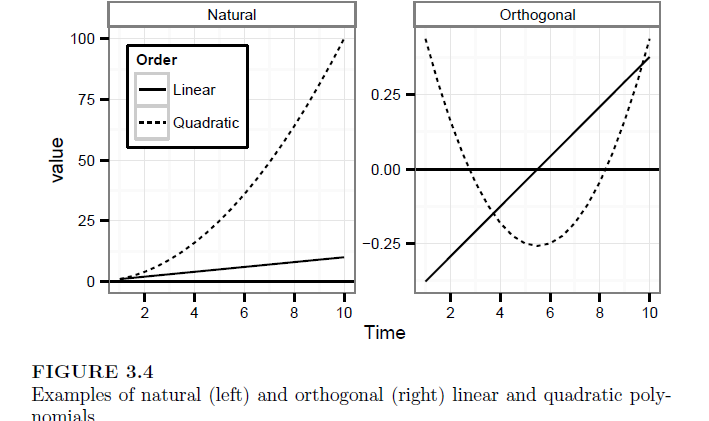 Natural
Orthogonal
100
75
50
25
0
value
Order
Linear
Quadratic
2 4 6 8 10
0.25
0.00
−0.25
2 4 6 8 10
Time
FIGURE 3.4
Examples of natural (left) and orthogonal (right) linear and quadratic poly-
nomials